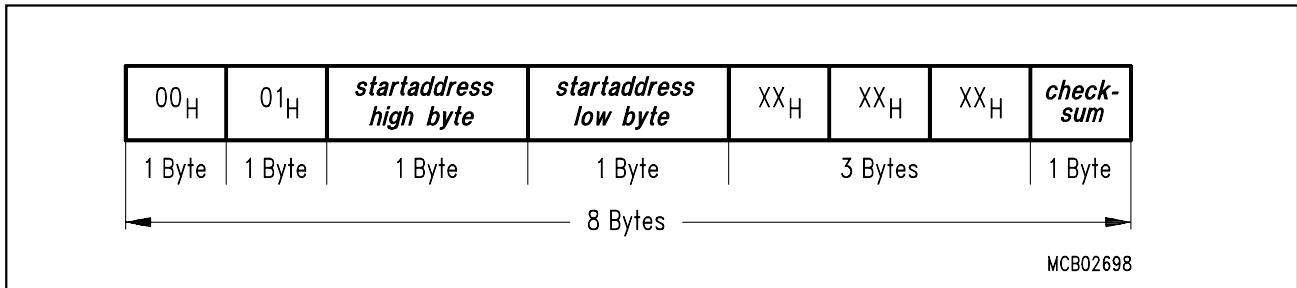 00H 01H startaddress high byte startaddress low byte XXH XXH XXH check-sum
1 Byte 1 Byte 1 Byte 1 Byte 3 Bytes 1 Byte
8 Bytes
MCB02698